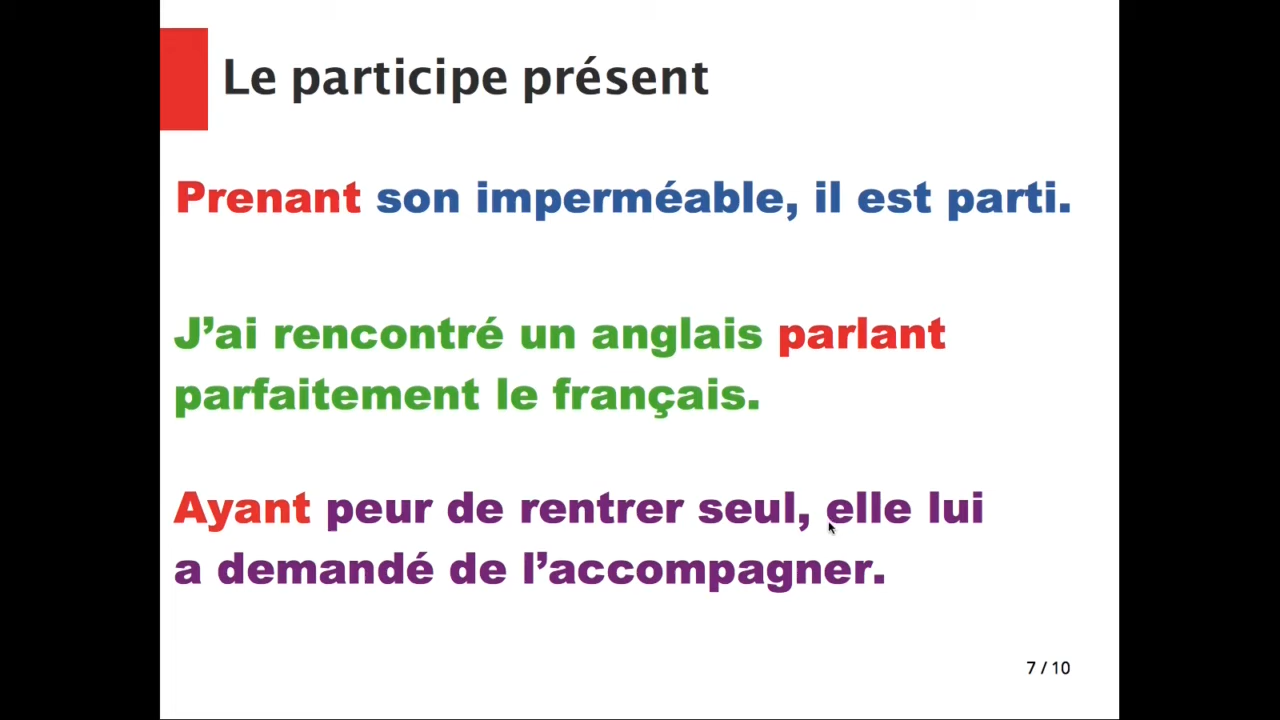 Le participe présent
Prenant son imperméable, il est parti.
J’ai rencontré un anglais parlant
parfaitement le français.
Ayant peur de rentrer seul, elle lui
a demandé de l’accompagner.
7 / 10